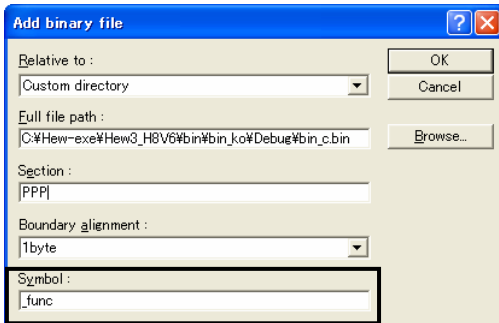 Add binary file
Relative to :
Custom directory
OK
Cancel
Full file path :
C:¥Hew-exe¥Hew3_H8V6¥bin¥bin_ko¥Debug¥bin_c.bin
Browse...
Section :
PPP
Boundary alignment :
1byte
Symbol :
_func